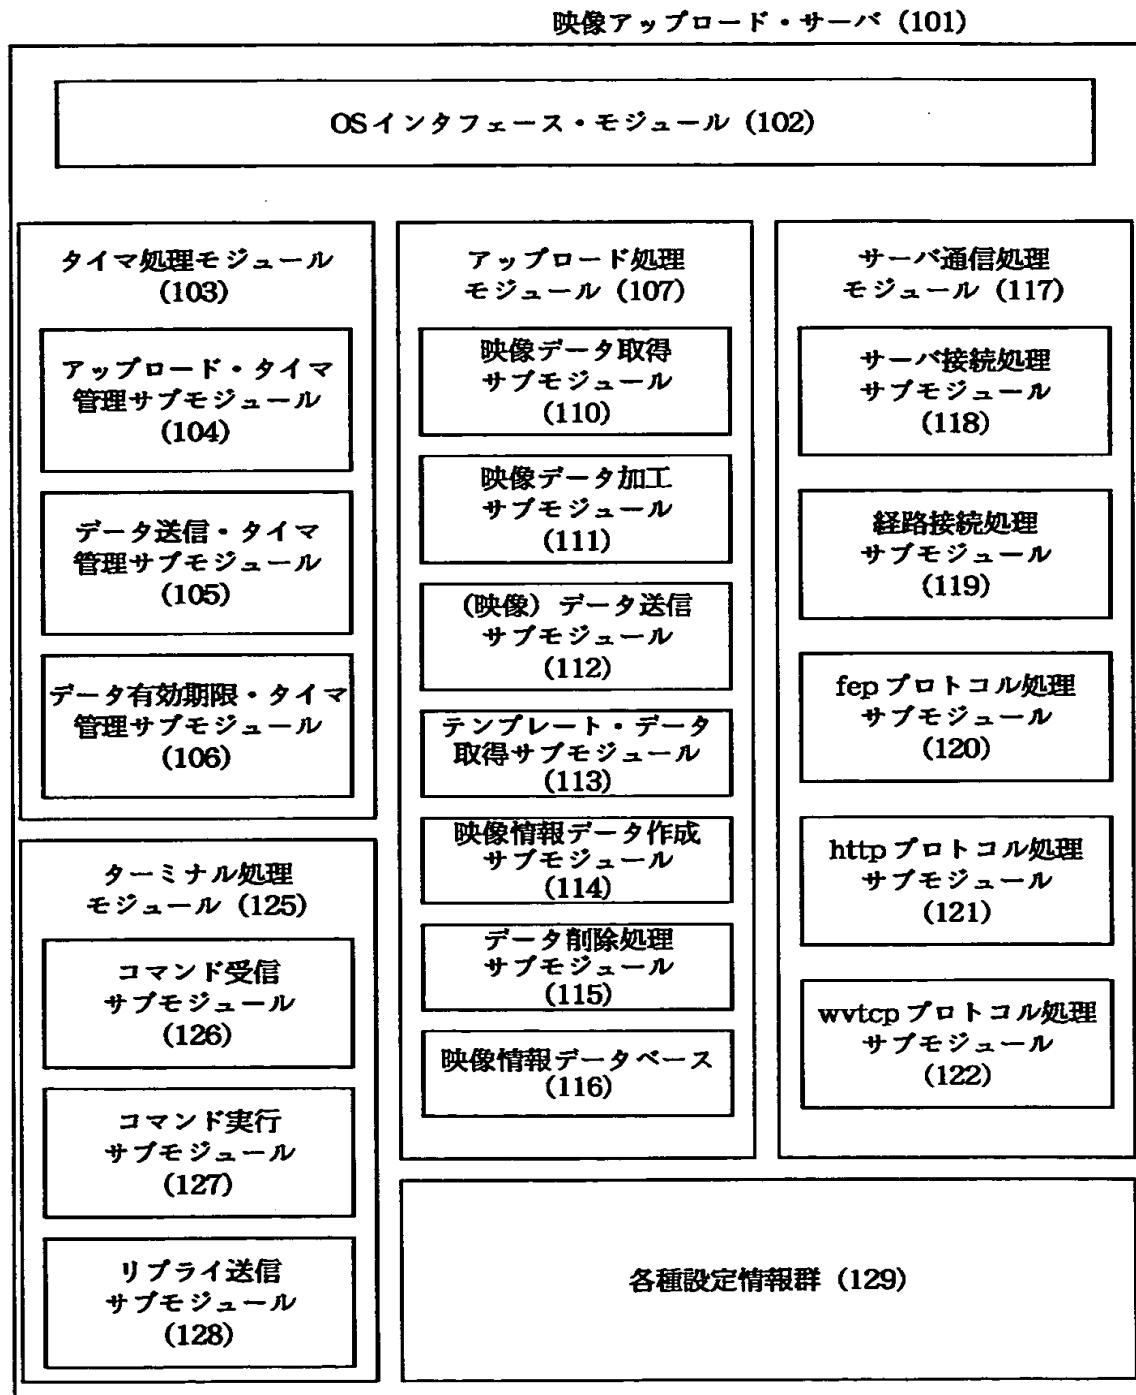 映像アップロード・サーバ (101)
OSインタフェース・モジュール (102)
タイマ処理モジュール
(103)
アップロード・タイマ
管理サブモジュール
(104)
データ送信・タイマ
管理サブモジュール
(105)
データ有効期限・タイマ
管理サブモジュール
(106)
ターミナル処理
モジュール (125)
コマンド受信
サブモジュール
(126)
コマンド実行
サブモジュール
(127)
リプライ送信
サブモジュール
(128)
アップロード処理
モジュール (107)
映像データ取得
サブモジュール
(110)
映像データ加工
サブモジュール
(111)
(映像) データ送信
サブモジュール
(112)
テンプレート・データ
取得サブモジュール
(113)
映像情報データ作成
サブモジュール
(114)
データ削除処理
サブモジュール
(115)
映像情報データベース
(116)
サーバ通信処理
モジュール (117)
サーバ接続処理
サブモジュール
(118)
経路接続処理
サブモジュール
(119)
fepプロトコル処理
サブモジュール
(120)
httpプロトコル処理
サブモジュール
(121)
wvtcpプロトコル処理
サブモジュール
(122)
各種設定情報群 (129)